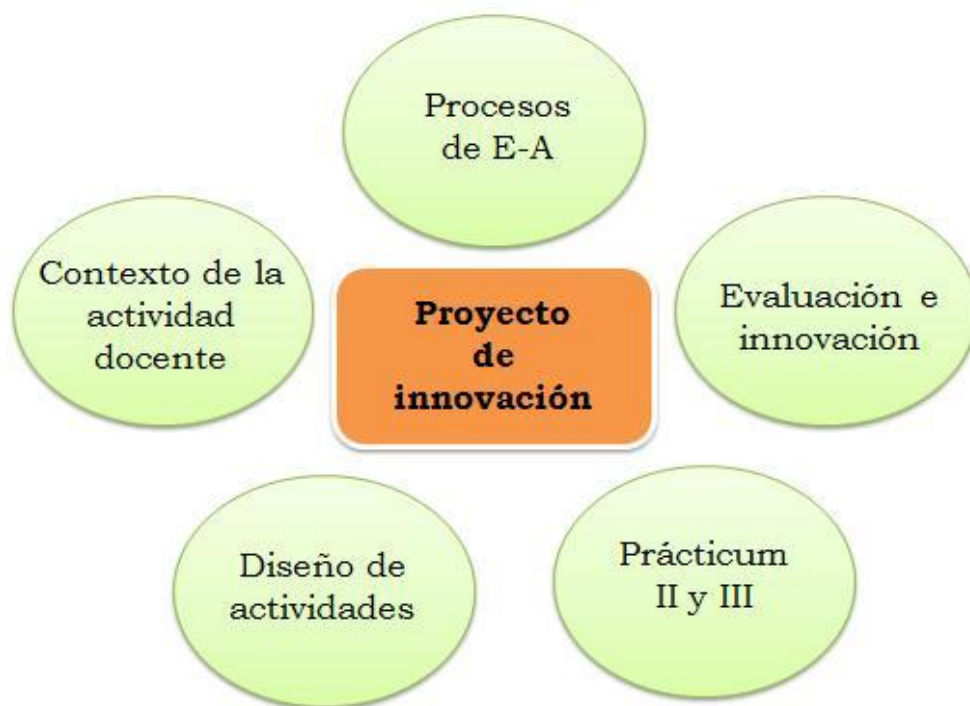 Procesos
de E-A
Contexto de la
actividad
docente
Proyecto
de
innovación
Evaluación e
innovación
Diseño de
actividades
Prácticum
II y III